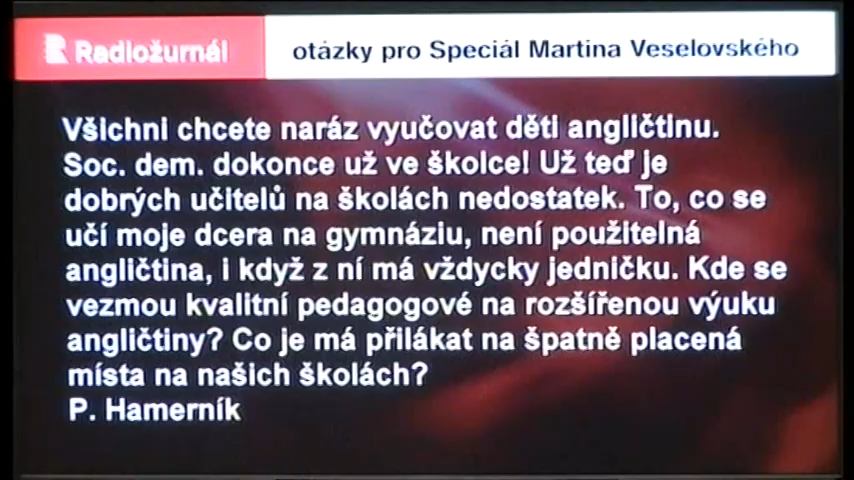 Radiožurnál
otázky pro Speciál Martina Veselovského
Všichni chcete naráz vyučovat děti angličtinu.
Soc. dem. dokonce už ve školce! Už teď je
dobrých učitelů na školách nedostatek. To, co se
učí moje dcera na gymnáziu, není použitelná
angličtina, i když z ní má vždycky jedničku. Kde se
vezmou kvalitní pedagogové na rozšířenou výuku
angličtiny? Co je má přilákat na špatně placená
místa na našich školách?
P. Hamerník